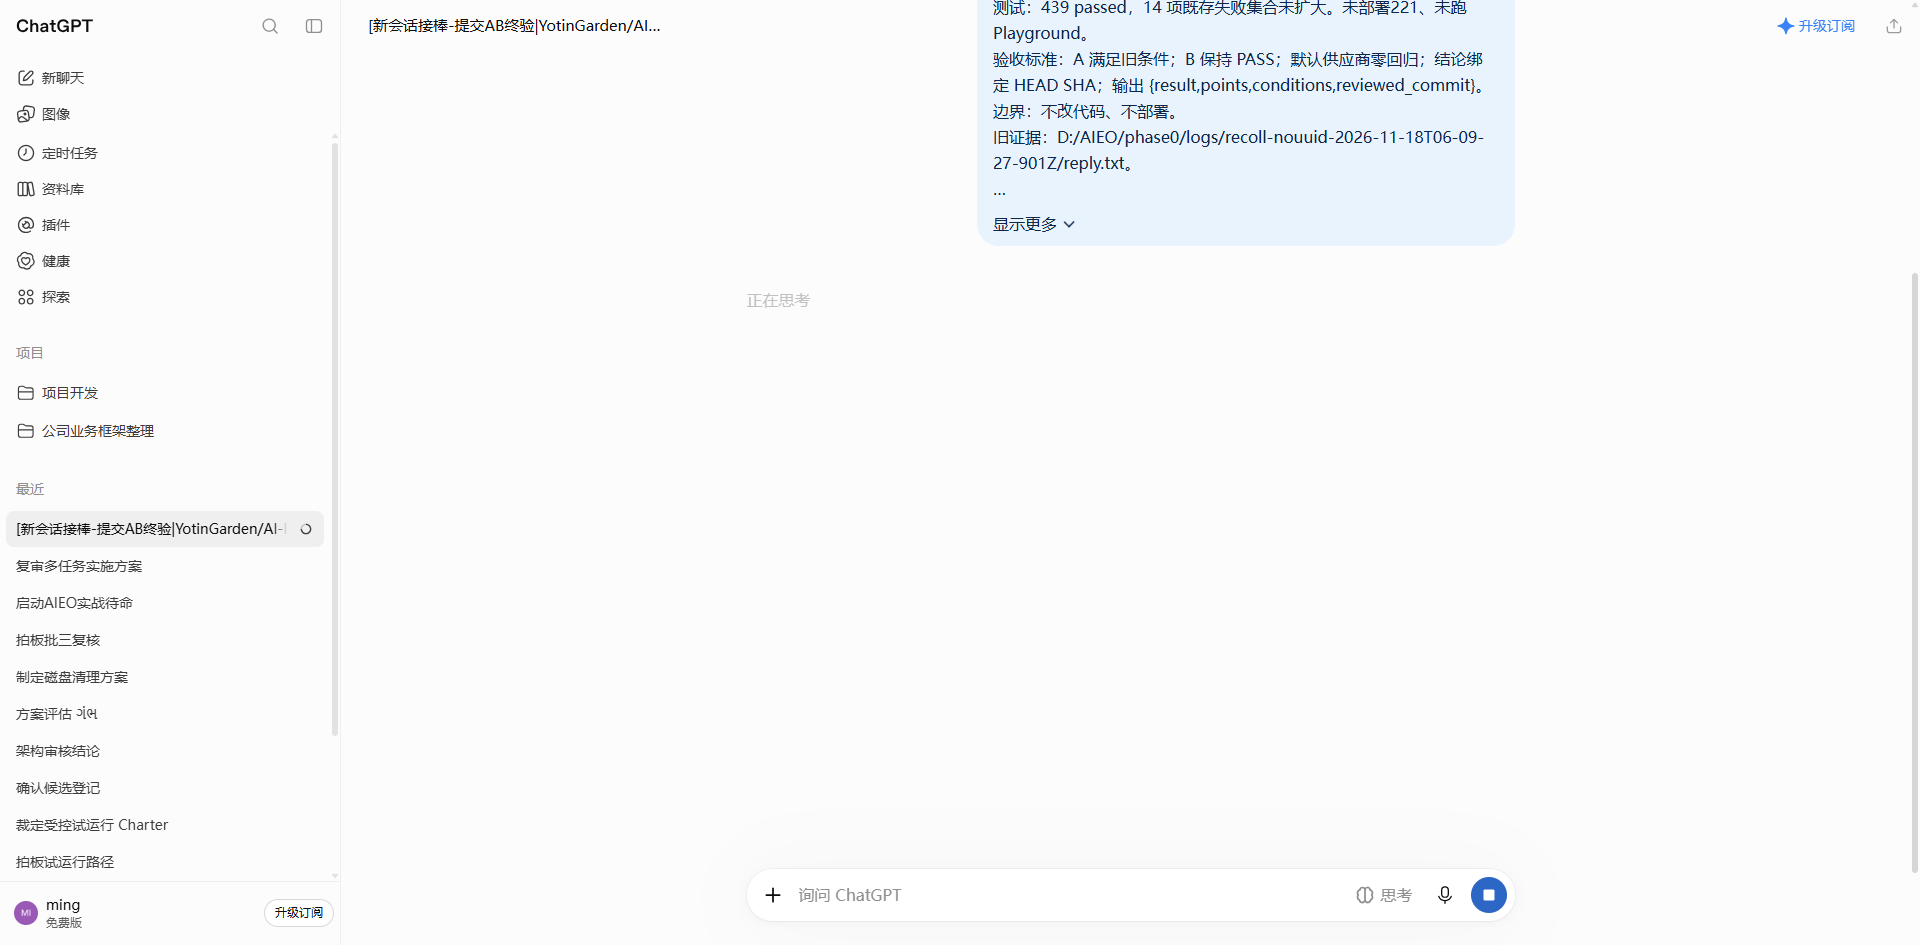 ChatGPT
新聊天
图像
定时任务
资料库
插件
健康
探索
项目
项目开发
公司业务框架整理
最近
[新会话接棒-提交AB终验|YotinGarden/AI-
复审多任务实施方案
启动AIEO实战待命
拍板批三复核
制定磁盘清理方案
方案评估
架构审核结论
确认候选登记
裁定受控试运行 Charter
拍板试运行路径
MI
ming
免费版
升级订阅
[新会话接棒-提交AB终验|YotinGarden/AI...
升级订阅
测试：439 passed，14 项既存失败集合未扩大。未部署221、未跑
Playground。
验收标准：A 满足旧条件；B 保持 PASS；默认供应商零回归；结论绑
定 HEAD SHA；输出 {result,points,conditions,reviewed_commit}。
边界：不改代码、不部署。
旧证据：D:/AIEO/phase0/logs/recoll-nouuid-2026-11-18T06-09-
27-901Z/reply.txt。
...
显示更多
正在思考
询问 ChatGPT
思考